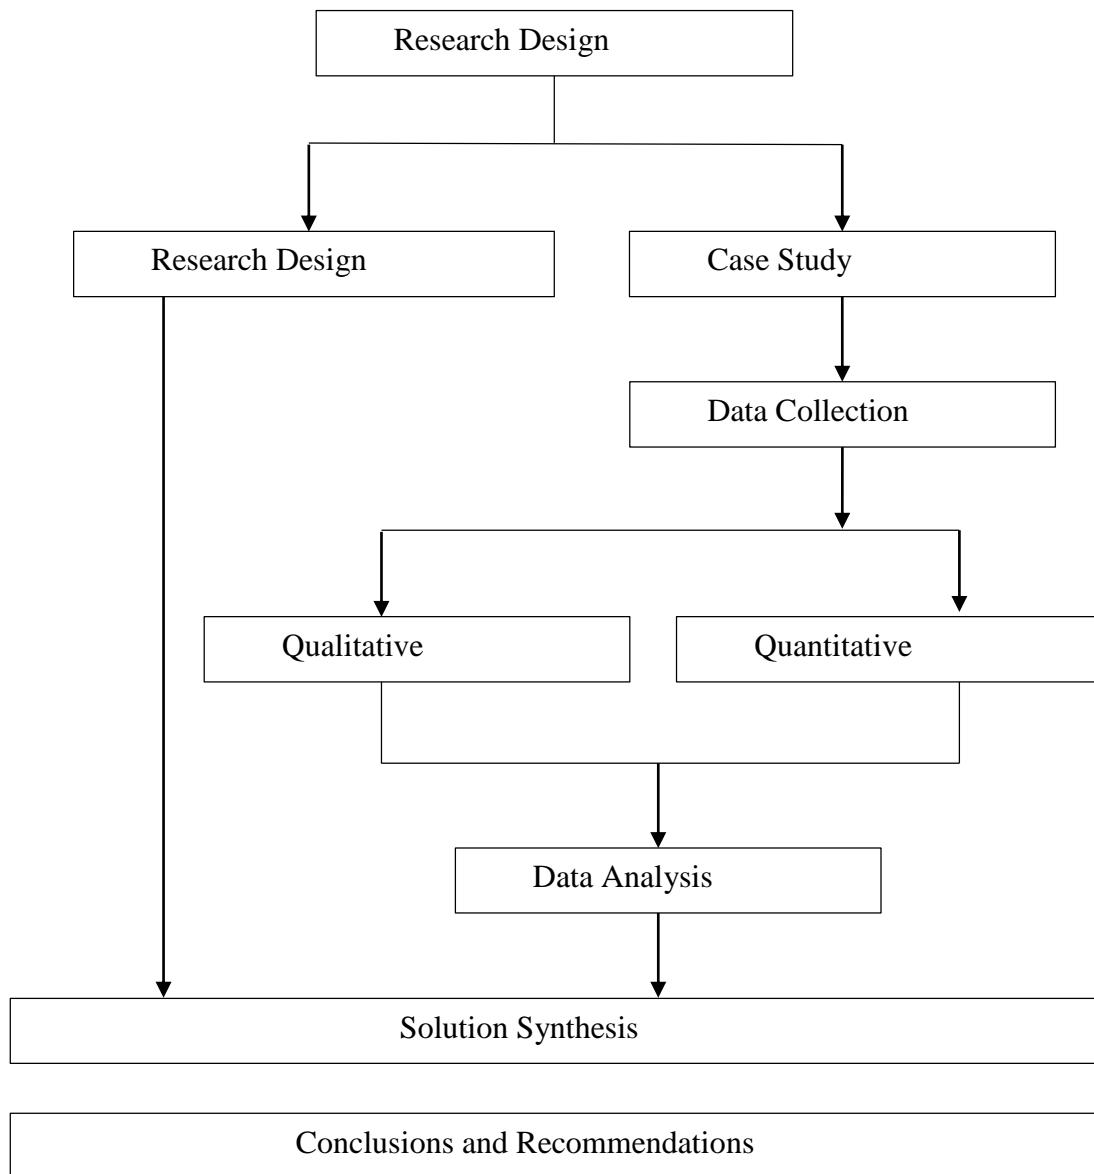 Research Design
Research Design
Case Study
Data Collection
Qualitative
Quantitative
Data Analysis
Solution Synthesis
Conclusions and Recommendations